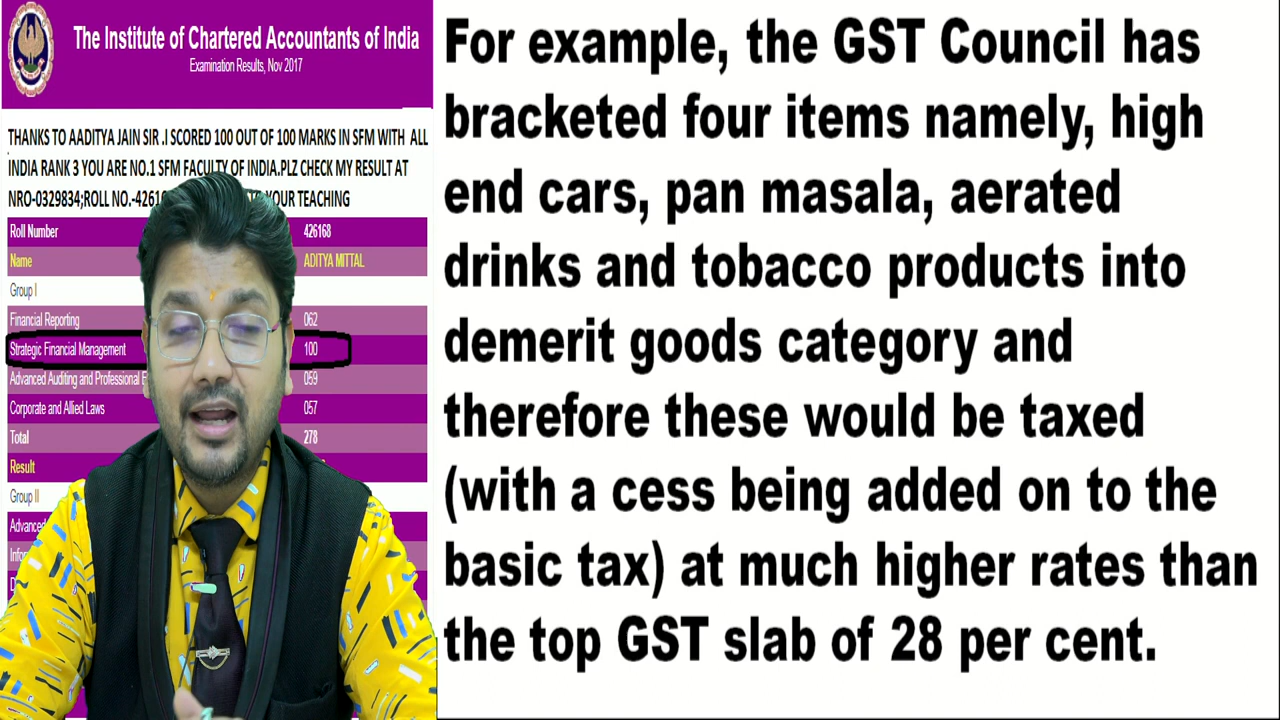 The Institute of Chartered Accountants of India
Examination Results, Nov 2017
THANKS TO AADITYA JAIN SIR .I SCORED 100 OUT OF 100 MARKS IN SFM WITH ALL
INDIA RANK 3 YOU ARE NO.1 SFM FACULTY OF INDIA.PLZ CHECK MY RESULT AT
NRO-0329834;ROLL NO.-4261 YOUR TEACHING
Roll Number 426168
Name ADITYA MITTAL
Group I
Financial Reporting 062
Strategic Financial Management 100
Advanced Auditing and Professional 059
Corporate and Allied Laws 057
Total 278
Result
Group II
Advanced
For example, the GST Council has
bracketed four items namely, high
end cars, pan masala, aerated
drinks and tobacco products into
demerit goods category and
therefore these would be taxed
(with a cess being added on to the
basic tax) at much higher rates than
the top GST slab of 28 per cent.